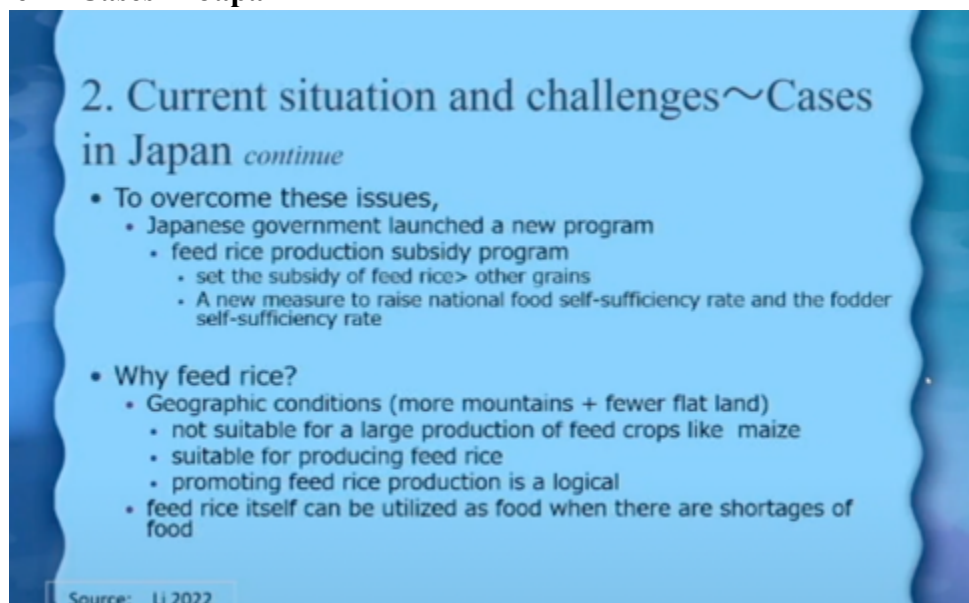 2. Current situation and challenges～Cases
in Japan continue
• To overcome these issues,
• Japanese government launched a new program
• feed rice production subsidy program
• set the subsidy of feed rice> other grains
• A new measure to raise national food self-sufficiency rate and the fodder
self-sufficiency rate
• Why feed rice?
• Geographic conditions (more mountains + fewer flat land)
• not suitable for a large production of feed crops like maize
• suitable for producing feed rice
• promoting feed rice production is a logical
• feed rice itself can be utilized as food when there are shortages of
food
Source: Li 2022